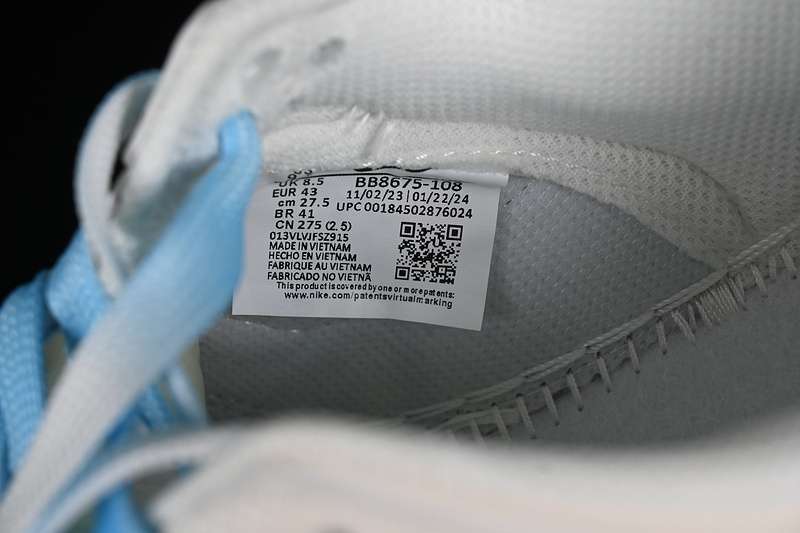 UK 8.5
EUR 43
cm 27.5
BR 41
CN 275 (2.5)
013VLVJFSZ915
MADE IN VIETNAM
HECHO EN VIETNAM
FABRIQUE AU VIETNAM
FABRICADO NO VIETNÃ
BB8675-108
11/02/23 | 01/22/24
UPC 00184502876024
This product is covered by one or more patents:
www.nike.com/patentsvirtualmarking